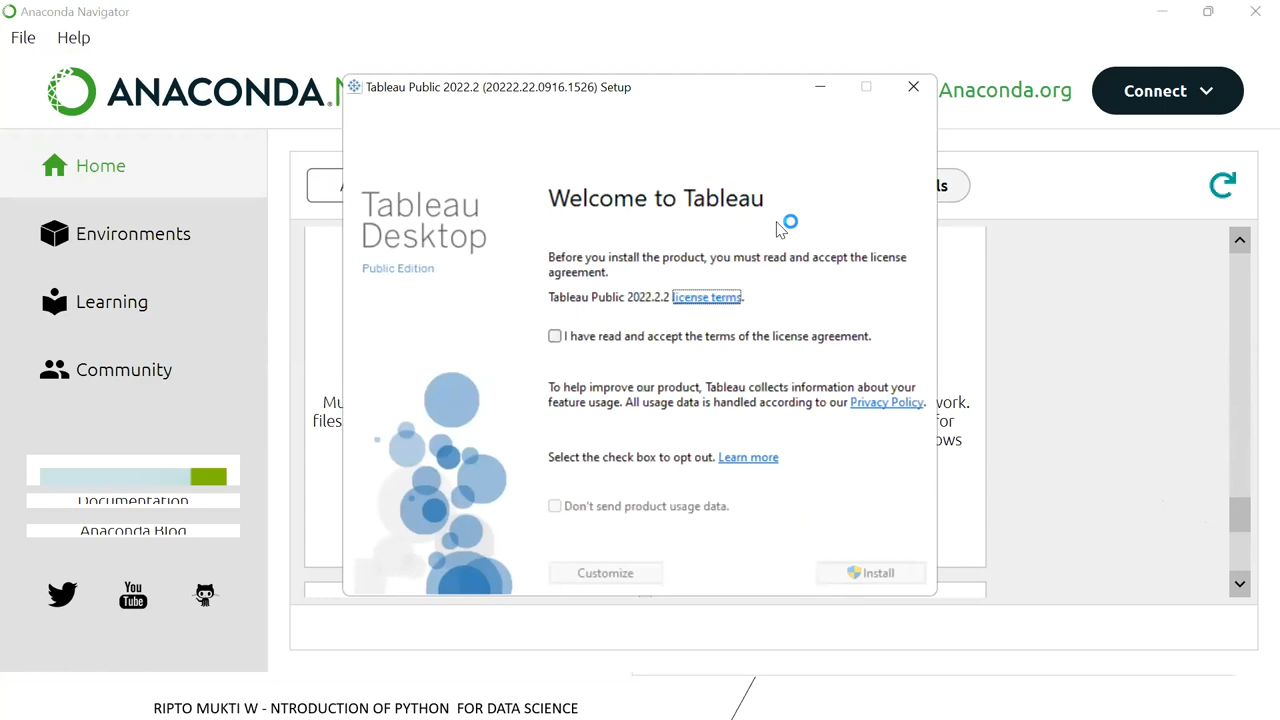 Anaconda Navigator
File Help
ANACONDA.
Anaconda.org
Connect
Home
Environments
Learning
Community
Documentation
Anaconda Blog
You
Tube
ls
files
work.
for
Tableau Public 2022.2 (20222.22.0916.1526) Setup
Tableau
Desktop
Public Edition
Welcome to Tableau
Before you install the product, you must read and accept the license
agreement.
Tableau Public 2022.2.2 license terms.
I have read and accept the terms of the license agreement.
To help improve our product, Tableau collects information about your
feature usage. All usage data is handled according to our Privacy Policy.
Select the check box to opt out. Learn more
Don't send product usage data.
Customize
Install
RIPTO MUKTI W - NTRODUCTION OF PYTHON FOR DATA SCIENCE